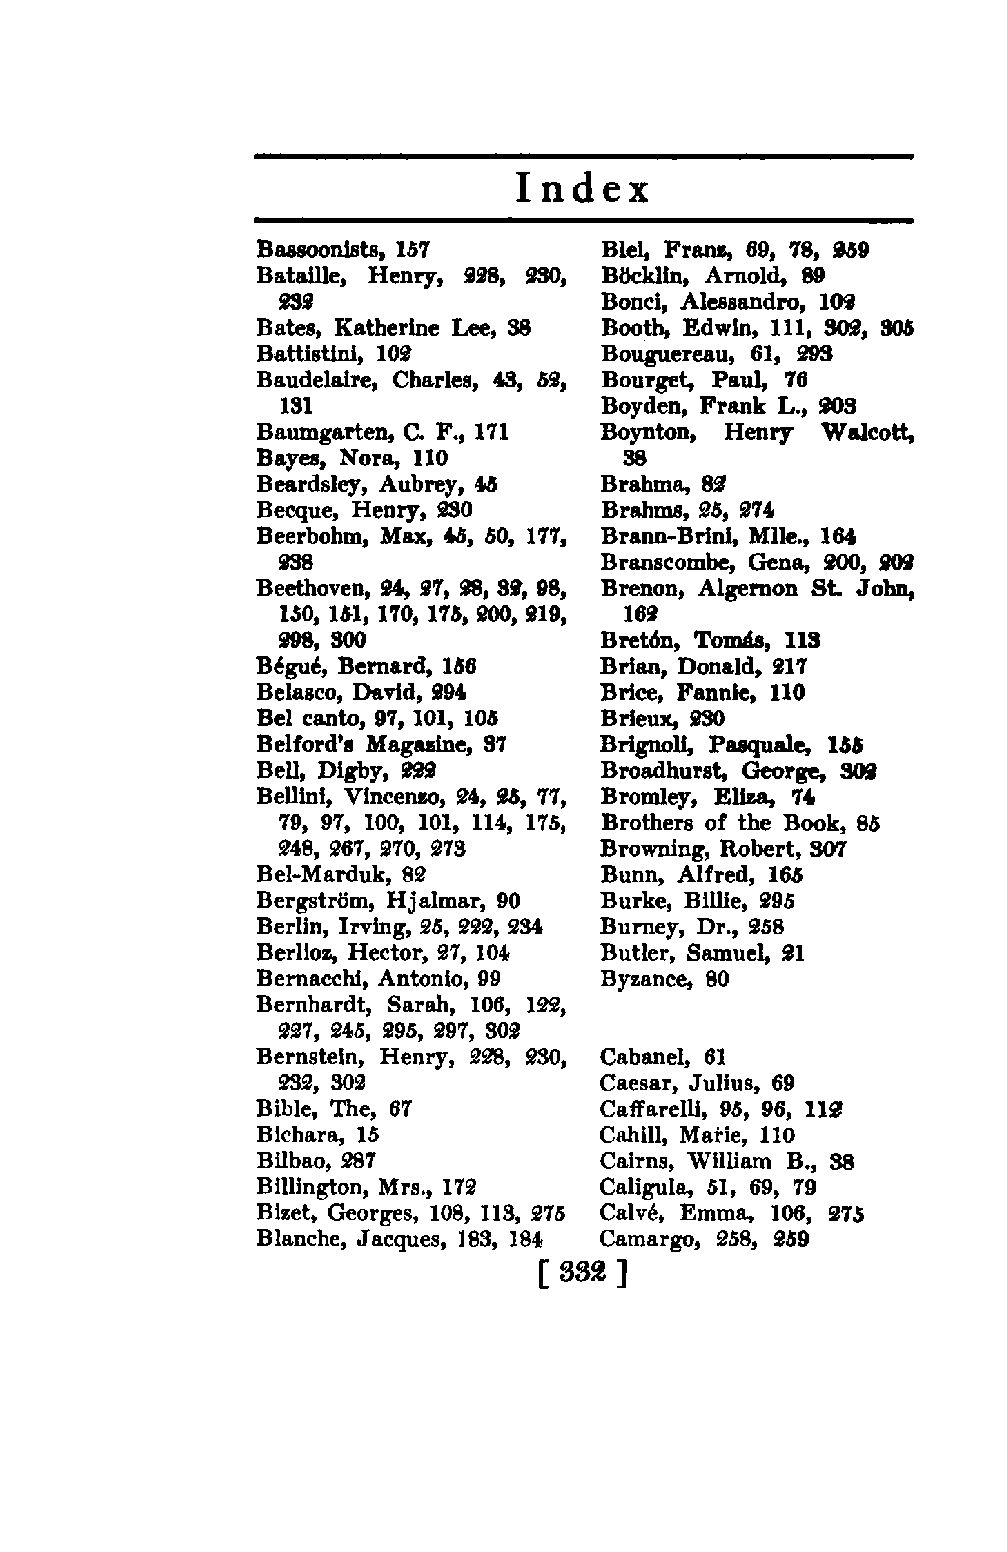 Index
Bassoonists, 157
Bataille, Henry, 228, 230,
232
Bates, Katherine Lee, 38
Battistini, 102
Baudelaire, Charles, 43, 52,
131
Baumgarten, C. F., 171
Bayes, Nora, 110
Beardsley, Aubrey, 45
Becque, Henry, 230
Beerbohm, Max, 45, 50, 177,
238
Beethoven, 24, 27, 28, 32, 98,
150, 151, 170, 175, 200, 219,
298, 300
Bégué, Bernard, 156
Belasco, David, 294
Bel canto, 97, 101, 105
Belford's Magazine, 37
Bell, Digby, 222
Bellini, Vincenzo, 24, 25, 77,
79, 97, 100, 101, 114, 175,
248, 267, 270, 273
Bel-Marduk, 82
Bergström, Hjalmar, 90
Berlin, Irving, 25, 222, 234
Berlioz, Hector, 27, 104
Bernacchi, Antonio, 99
Bernhardt, Sarah, 106, 122,
227, 245, 295, 297, 302
Bernstein, Henry, 228, 230,
232, 302
Bible, The, 67
Bichara, 15
Bilbao, 287
Billington, Mrs., 172
Bizet, Georges, 108, 113, 275
Blanche, Jacques, 183, 184
Blei, Franz, 69, 78, 259
Böcklin, Arnold, 89
Bonci, Alessandro, 102
Booth, Edwin, 111, 302, 305
Bouguereau, 61, 293
Bourget, Paul, 76
Boyden, Frank L., 203
Boynton, Henry Walcott,
38
Brahma, 82
Brahms, 25, 274
Brann-Brini, Mlle., 164
Branscombe, Gena, 200, 202
Brenon, Algernon St. John,
162
Bretón, Tomás, 113
Brian, Donald, 217
Brice, Fannie, 110
Brieux, 230
Brignoli, Pasquale, 155
Broadhurst, George, 302
Bromley, Eliza, 74
Brothers of the Book, 85
Browning, Robert, 307
Bunn, Alfred, 165
Burke, Billie, 295
Burney, Dr., 258
Butler, Samuel, 21
Byzance, 80
Cabanel, 61
Caesar, Julius, 69
Caffarelli, 95, 96, 112
Cahill, Marie, 110
Cairns, William B., 38
Caligula, 51, 69, 79
Calvé, Emma, 106, 275
Camargo, 258, 259
[ 332 ]